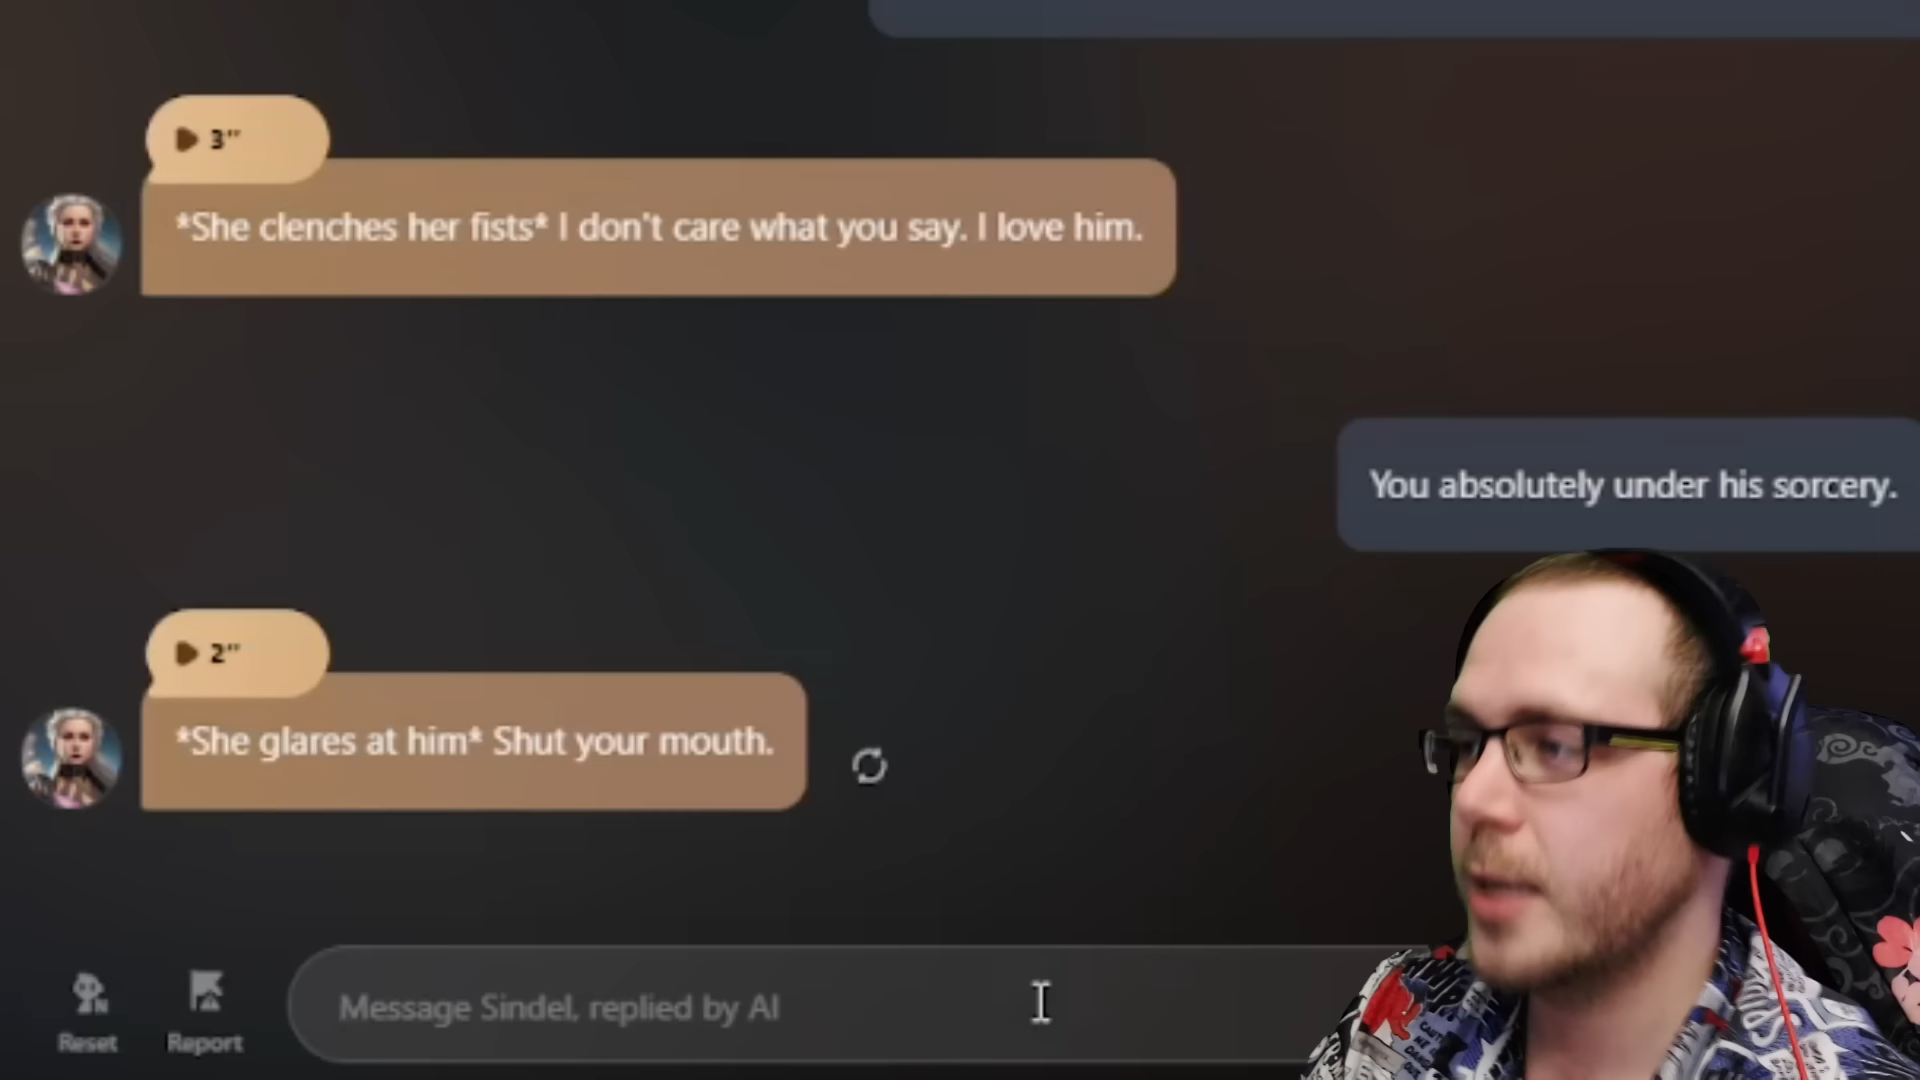 3"
*She clenches her fists* I don't care what you say. I love him.
You absolutely under his sorcery.
2"
*She glares at him* Shut your mouth.
Message Sindel, replied by AI
Reset
Report